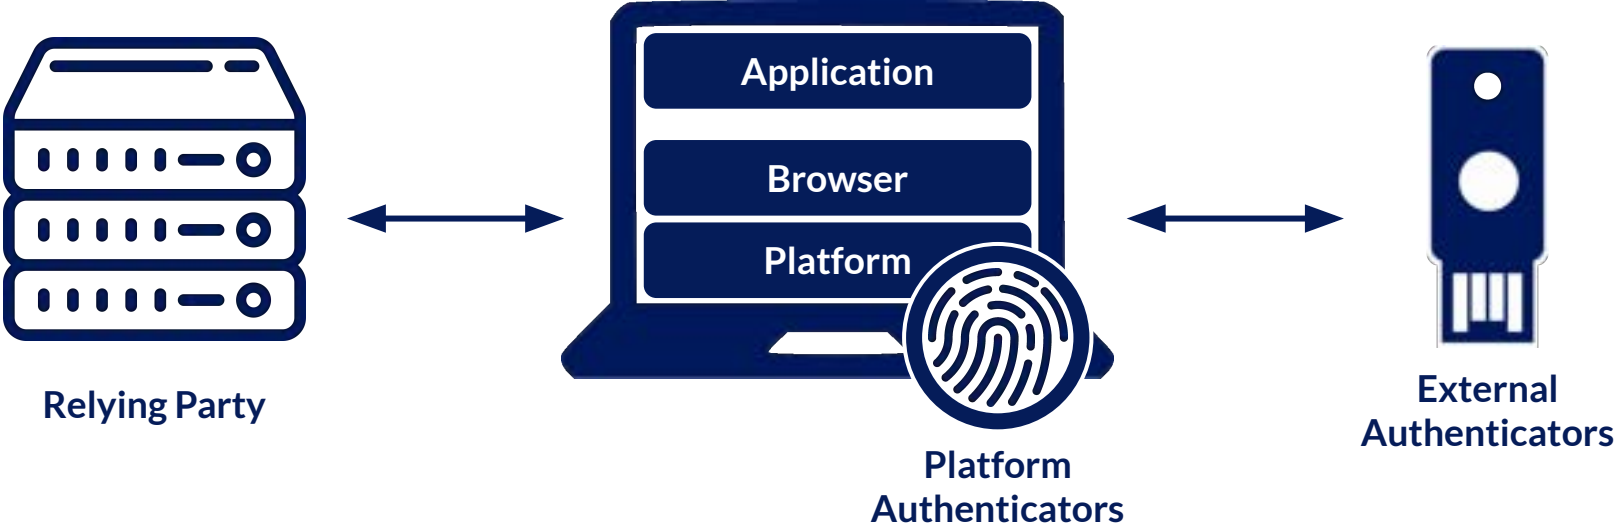 Application
Browser
Platform
Relying Party
External
Authenticators
Platform
Authenticators